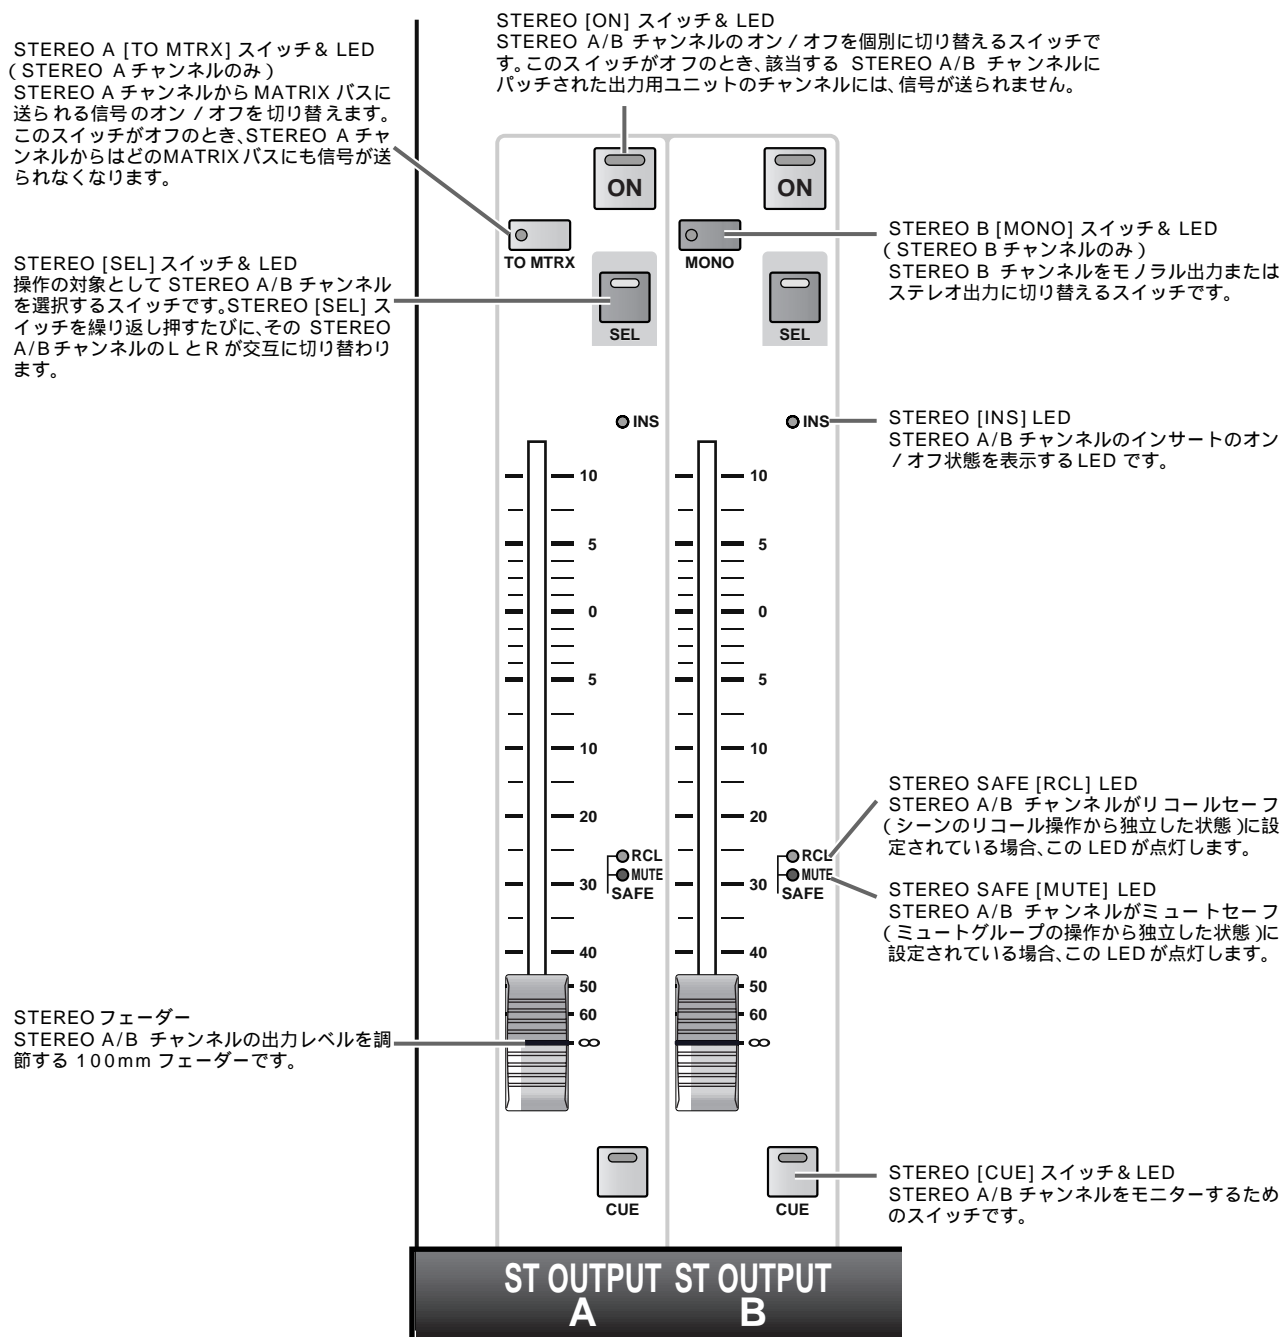 STEREO A [TO MTRX] スイッチ& LED
(STEREO Aチャンネルのみ)
STEREO AチャンネルからMATRIXバスに
送られる信号のオン/オフを切り替えます。
このスイッチがオフのとき、STEREO Aチャ
ンネルからはどのMATRIXバスにも信号が送
られなくなります。
STEREO [SEL] スイッチ& LED
操作の対象として STEREO A/B チャンネル
を選択するスイッチです。STEREO [SEL] ス
イッチを繰り返し押すたびに、その STEREO
A/BチャンネルのLとRが交互に切り替わり
ます。
STEREOフェーダー
STEREO A/B チャンネルの出力レベルを調
節する 100mm フェーダーです。
STEREO [ON] スイッチ& LED
STEREO A/B チャンネルのオン/オフを個別に切り替えるスイッチで
す。このスイッチがオフのとき、該当する STEREO A/B チャンネルに
パッチされた出力用ユニットのチャンネルには、信号が送られません。
ON
TO MTRX
SEL
INS
10
5
0
5
10
20
30
40
50
60
∞
RCL
MUTE
SAFE
CUE
ST OUTPUT
A
ON
MONO
SEL
INS
10
5
0
5
10
20
30
40
50
60
∞
RCL
MUTE
SAFE
CUE
ST OUTPUT
B
STEREO B [MONO] スイッチ& LED
(STEREO Bチャンネルのみ)
STEREO B チャンネルをモノラル出力または
ステレオ出力に切り替えるスイッチです。
STEREO [INS] LED
STEREO A/B チャンネルのインサートのオン
/オフ状態を表示するLED です。
STEREO SAFE [RCL] LED
STEREO A/B チャンネルがリコールセーフ
(シーンのリコール操作から独立した状態)に設
定されている場合、この LED が点灯します。
STEREO SAFE [MUTE] LED
STEREO A/B チャンネルがミュートセーフ
(ミュートグループの操作から独立した状態)に
設定されている場合、この LED が点灯します。
STEREO [CUE] スイッチ& LED
STEREO A/B チャンネルをモニターするため
のスイッチです。